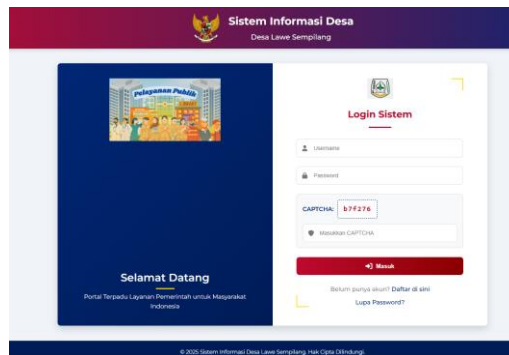 Sistem Informasi Desa
Desa Lawe Sempilang
Pelayanan Publik
Selamat Datang
Portal Terpadu Layanan Pemerintah untuk Masyarakat
Indonesia
Login Sistem
Username
Password
CAPTCHA: b7f276
Masukkan CAPTCHA
Masuk
Belum punya akun? Daftar di sini
Lupa Password?
© 2025 Sistem Informasi Desa Lawe Sempilang. Hak Cipta Dilindungi.